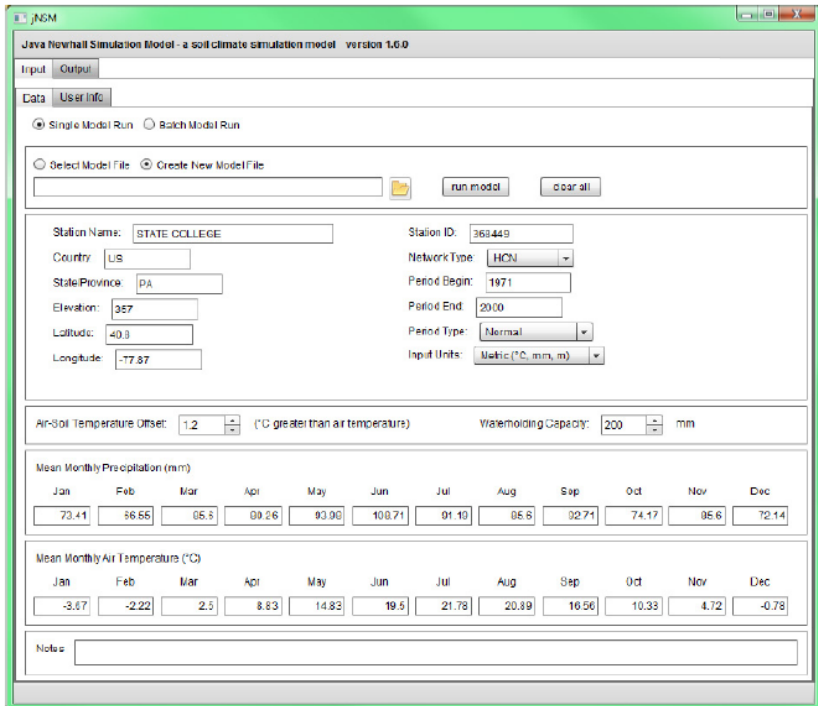 jNSM
Java Newhall Simulation Model - a soil climate simulation model version 1.6.0
Input Output
Data User Info
Single Model Run Batch Model Run
Select Model File Create New Model File
run model clear all
Station Name: STATE COLLEGE Station ID: 368449
Country: US Network Type: HCN
State/Province: PA Period Begin: 1971
Elevation: 357 Period End: 2000
Latitude: 40.8 Period Type: Normal
Longitude: -77.87 Input Units: Metric (°C, mm, m)
Air-Soil Temperature Offset: 1.2 (°C greater than air temperature) Waterholding Capacity: 200 mm
Mean Monthly Precipitation (mm)
Jan Feb Mar Apr May Jun Jul Aug Sep Oct Nov Dec
73.41 66.55 74.17 72.14
Mean Monthly Air Temperature (°C)
Jan Feb Mar Apr May Jun Jul Aug Sep Oct Nov Dec
-3.67 -2.22 2.5 8.83 14.83 19.5 21.78 20.89 16.56 10.33 4.72 -0.78
Notes